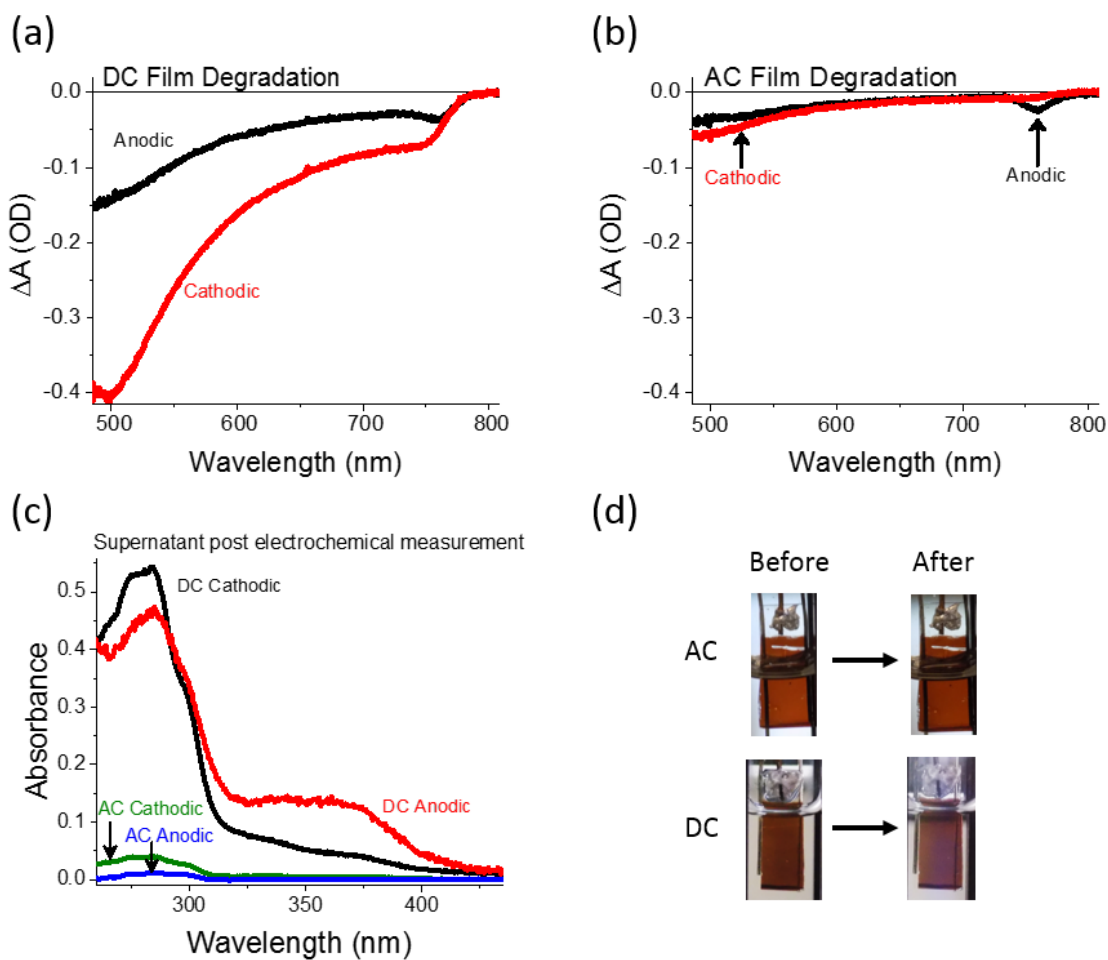 (a)
DC Film Degradation
0.0
-0.1
-0.2
-0.3
-0.4
ΔA (OD)
Anodic
Cathodic
500 600 700 800
Wavelength (nm)
(b)
AC Film Degradation
0.0
-0.1
-0.2
-0.3
-0.4
ΔA (OD)
Cathodic
Anodic
500 600 700 800
Wavelength (nm)
(c)
Supernatant post electrochemical measurement
0.5
0.4
0.3
0.2
0.1
0.0
Absorbance
DC Cathodic
DC Anodic
AC Cathodic
AC Anodic
300 350 400
Wavelength (nm)
(d)
Before After
AC
DC